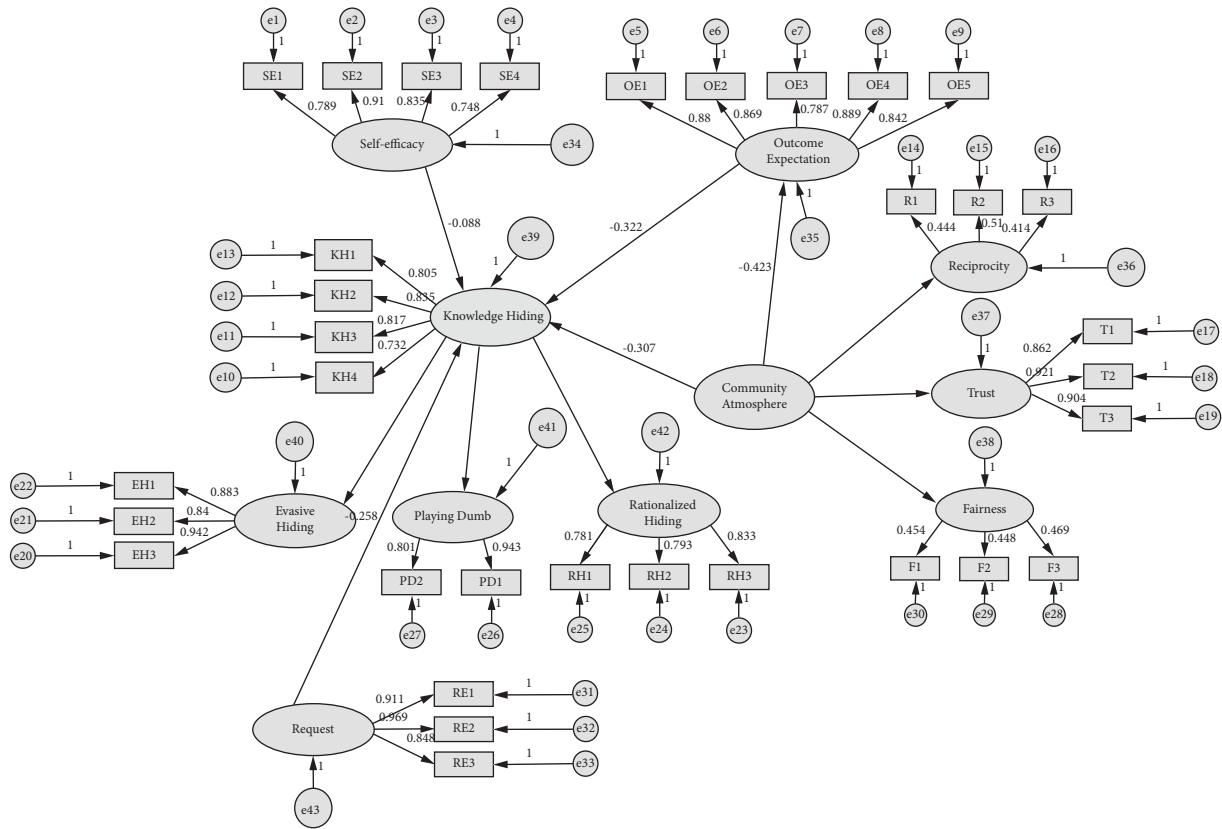 e1
e2
e3
e4
1
1
1
1
SE1
SE2
SE3
SE4
0.789
0.91
0.835
0.748
Self-efficacy
1
e34
e5
e6
e7
e8
e9
1
1
1
1
1
OE1
OE2
OE3
OE4
OE5
0.88
0.869
0.787
0.889
0.842
Outcome
Expectation
1
e35
e14
e15
e16
1
1
1
R1
R2
R3
0.444
0.51
0.414
Reciprocity
1
e36
-0.088
-0.322
-0.423
-0.307
e39
1
e13
1
KH1
e12
1
KH2
e11
1
KH3
e10
1
KH4
0.805
0.835
0.817
0.732
Knowledge Hiding
Community
Atmosphere
e37
1
Trust
0.862
0.921
0.904
T1
1
e17
T2
1
e18
T3
1
e19
e38
1
Fairness
0.454
0.448
0.469
F1
F2
F3
1
1
1
e30
e29
e28
e40
1
Evasive
Hiding
e22
1
EH1
e21
1
EH2
e20
1
EH3
0.883
0.84
0.942
-0.258
e41
1
Playing Dumb
0.801
0.943
PD2
PD1
1
1
e27
e26
e42
1
Rationalized
Hiding
0.781
0.793
0.833
RH1
RH2
RH3
1
1
1
e25
e24
e23
Request
0.911
0.969
0.848
RE1
1
e31
RE2
1
e32
RE3
1
e33
1
e43